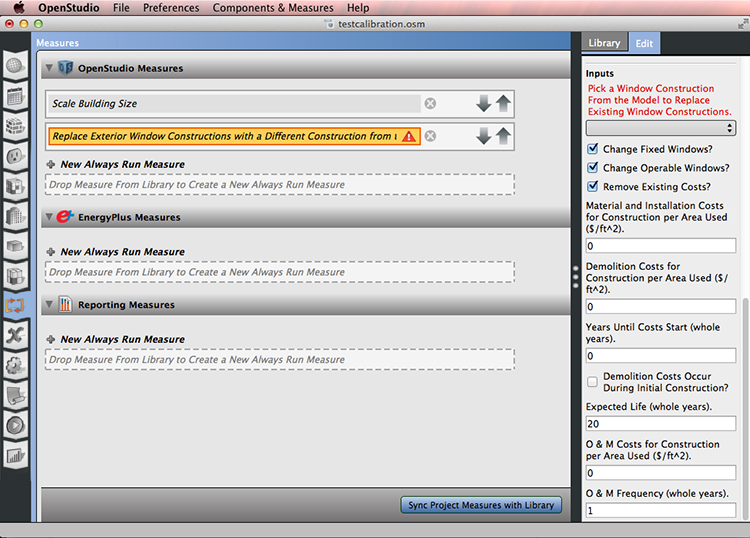 OpenStudio File Preferences Components & Measures Help
testcalibration.osm
Measures
OpenStudio Measures
Scale Building Size
Replace Exterior Window Constructions with a Different Construction from t
New Always Run Measure
Drop Measure From Library to Create a New Always Run Measure
EnergyPlus Measures
New Always Run Measure
Drop Measure From Library to Create a New Always Run Measure
Reporting Measures
New Always Run Measure
Drop Measure From Library to Create a New Always Run Measure
Sync Project Measures with Library
Library Edit
Inputs
Pick a Window Construction
From the Model to Replace
Existing Window Constructions.
Change Fixed Windows?
Change Operable Windows?
Remove Existing Costs?
Material and Installation Costs
for Construction per Area Used
($/ft^2).
0
Demolition Costs for
Construction per Area Used ($/
ft^2).
0
Years Until Costs Start (whole
years).
0
Demolition Costs Occur
During Initial Construction?
Expected Life (whole years).
20
O & M Costs for Construction
per Area Used ($/ft^2).
0
O & M Frequency (whole years).
1